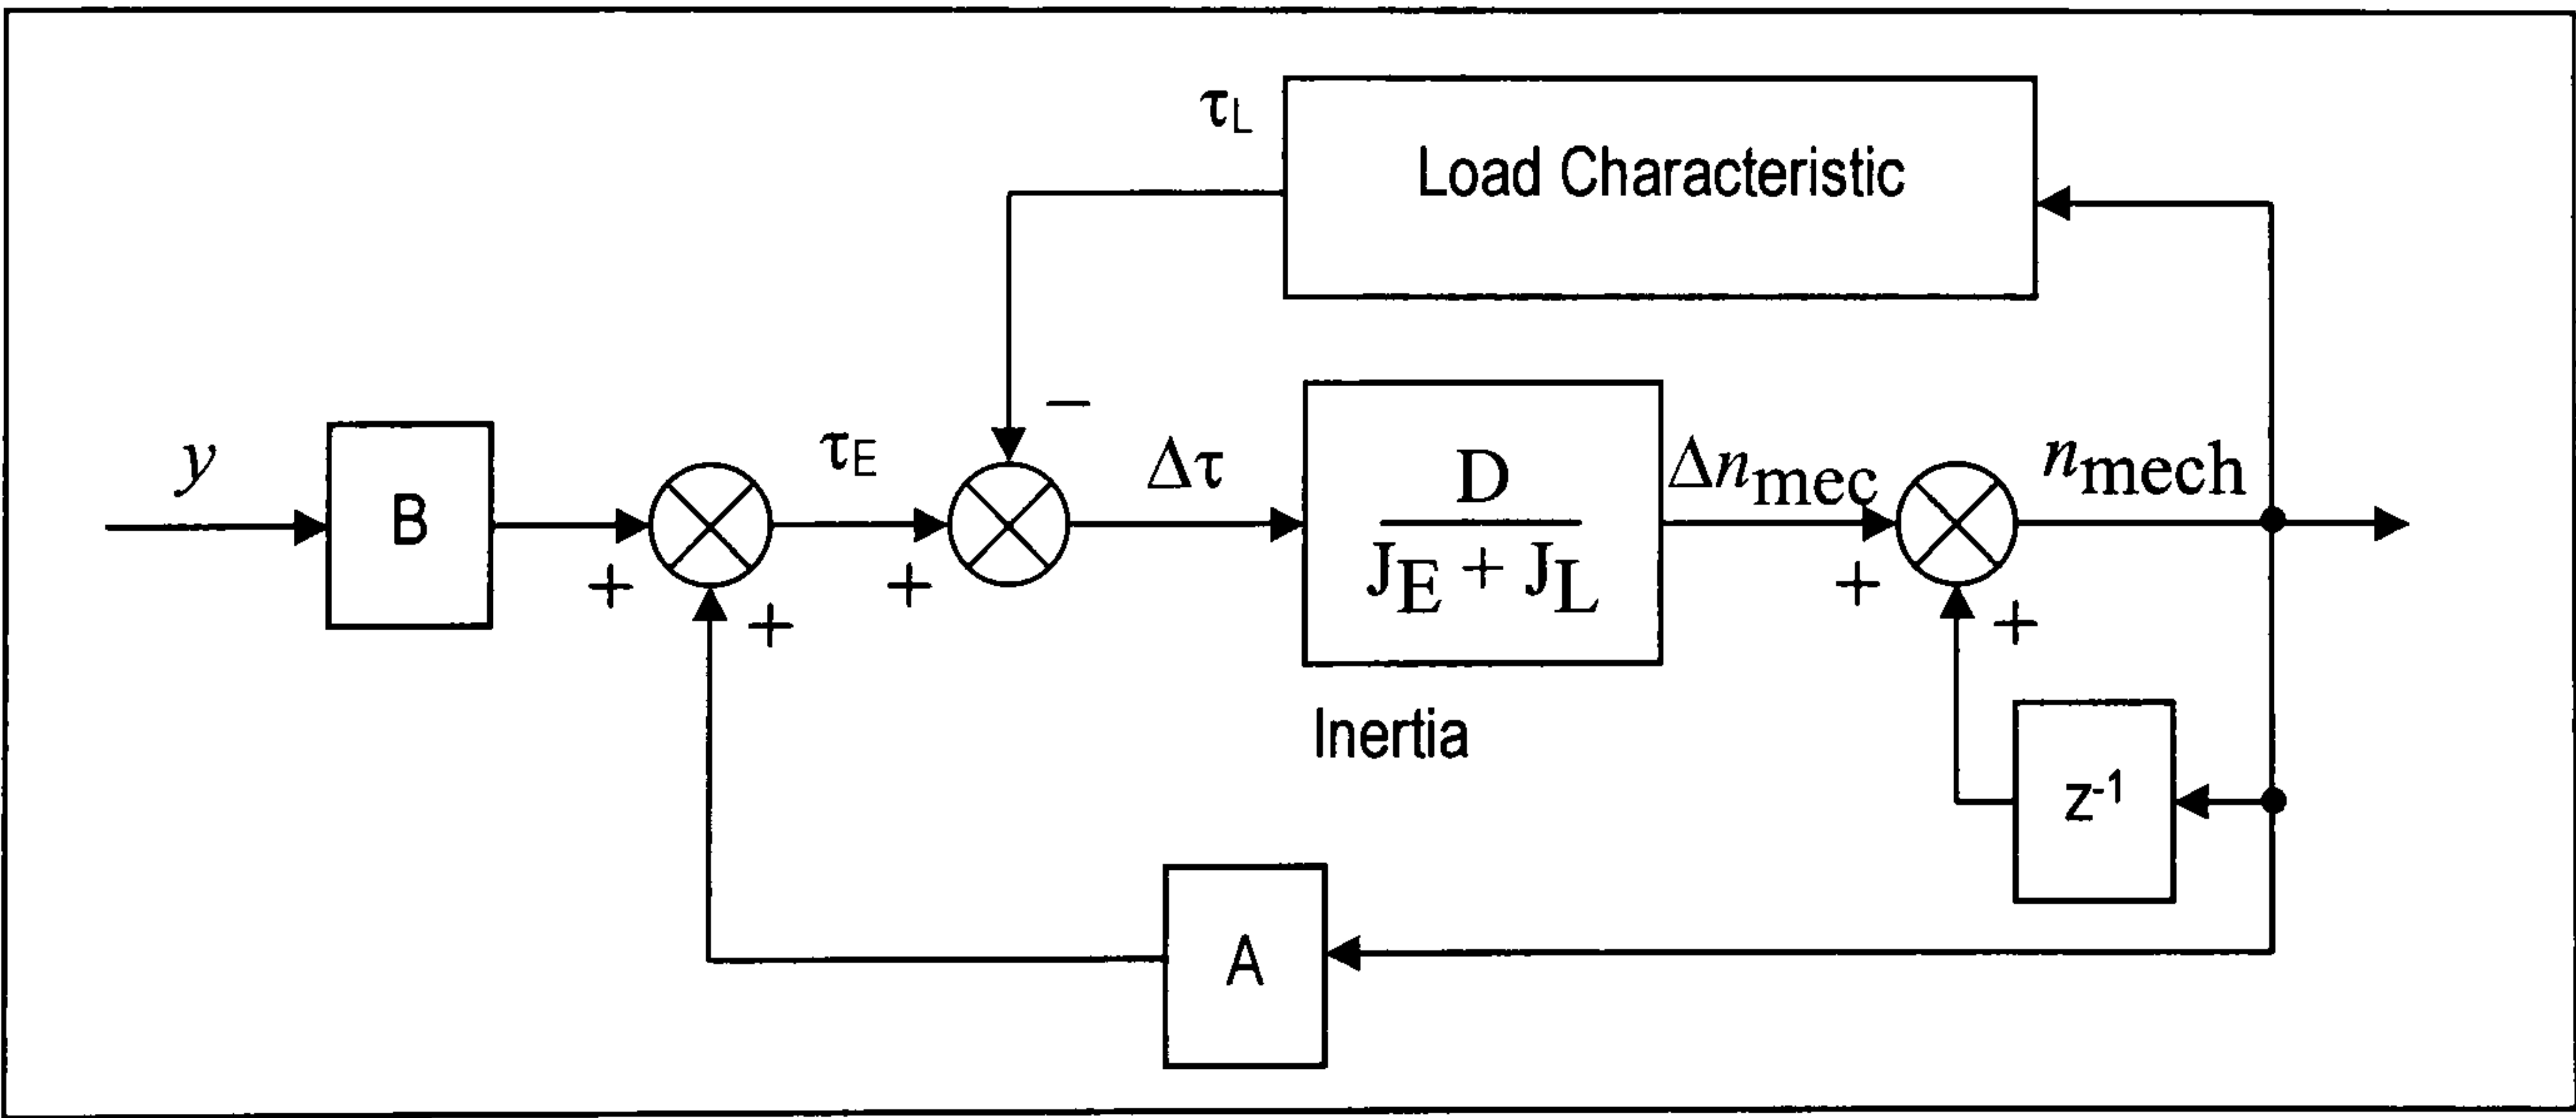 τL
Load Characteristic
−
y
B
+
+
τE
+
Δτ
D
JE + JL
Inertia
Δnmec
+
+
nmech
z-1
A